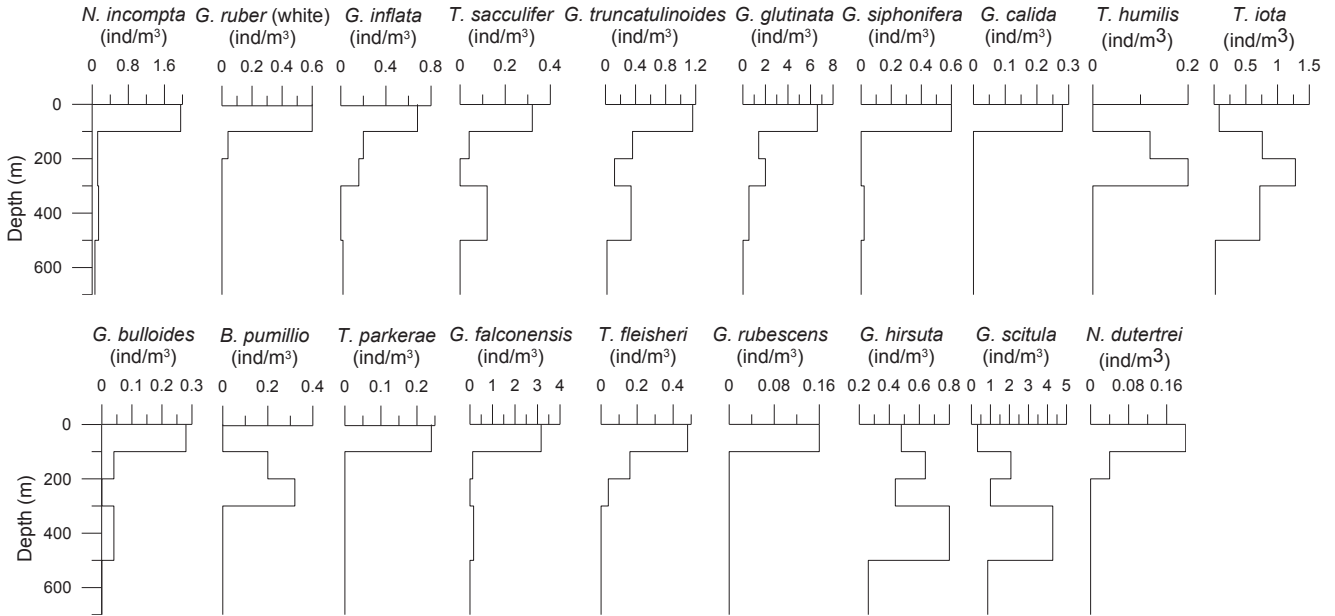 N. incompta G. ruber (white) G. inflata T. sacculifer G. truncatulinoides G. glutinata G. siphonifera G. calida T. humilis T. iota
(ind/m³) (ind/m³) (ind/m³) (ind/m³) (ind/m³) (ind/m³) (ind/m³) (ind/m³) (ind/m³) (ind/m³)
0 0.8 1.6 0 0.2 0.4 0.6 0 0.4 0.8 0 0.2 0.4 0 0.4 0.8 1.2 0 2 4 6 8 0 0.2 0.4 0.6 0 0.1 0.2 0.3 0 0.2 0 0.5 1 1.5
0
200
400
600
Depth (m)
G. bulloides B. pumillio T. parkerae G. falconensis T. fleisheri G. rubescens G. hirsuta G. scitula N. dutertrei
(ind/m³) (ind/m³) (ind/m³) (ind/m³) (ind/m³) (ind/m³) (ind/m³) (ind/m³) (ind/m³)
0 0.1 0.2 0.3 0 0.2 0.4 0 0.1 0.2 0 1 2 3 4 0 0.2 0.4 0 0.08 0.16 0.2 0.4 0.6 0.8 0 1 2 3 4 5 0 0.08 0.16
0
200
400
600
Depth (m)